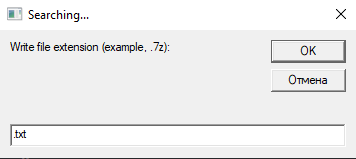 Searching...
Write file extension (example, .7z):
OK
Отмена
.txt